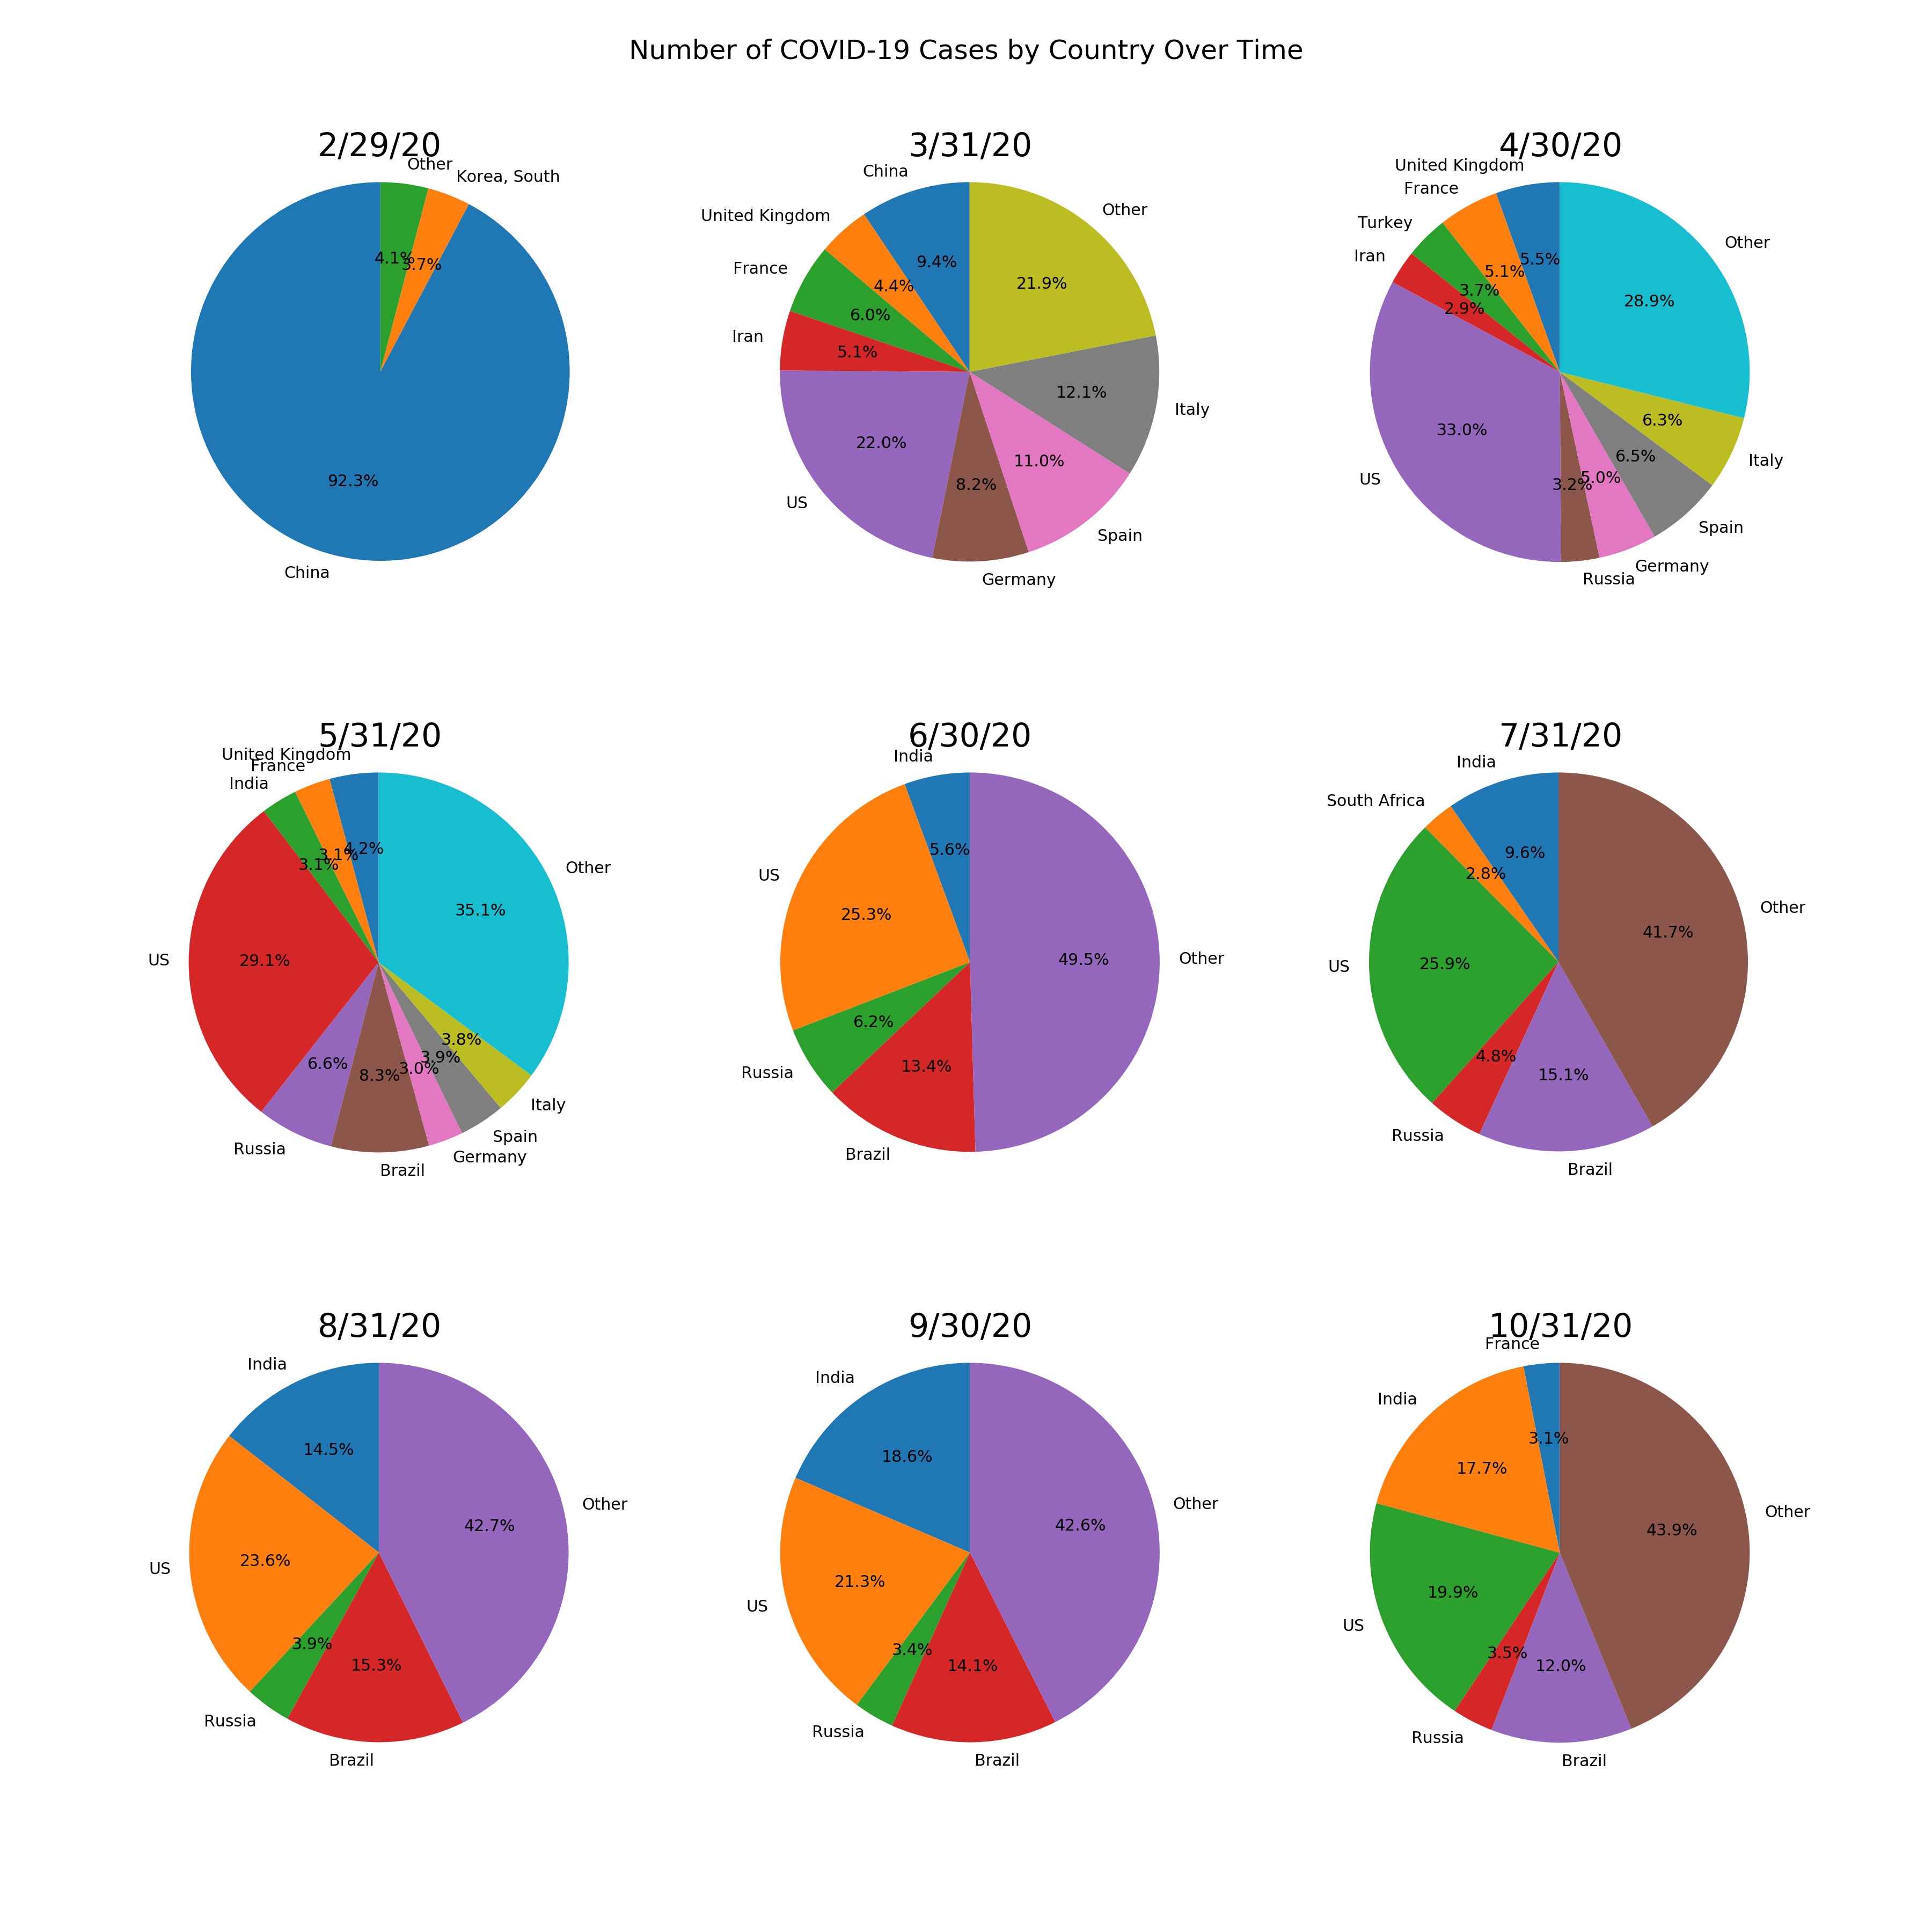 Number of COVID-19 Cases by Country Over Time
2/29/20
Other
Korea, South
4.1%
3.7%
92.3%
China
3/31/20
China
United Kingdom
Other
France
9.4%
4.4%
21.9%
6.0%
Iran
5.1%
12.1%
Italy
22.0%
11.0%
8.2%
US
Spain
Germany
4/30/20
United Kingdom
France
Turkey
Iran
Other
5.5%
5.1%
3.7%
2.9%
28.9%
6.3%
33.0%
6.5%
Italy
5.0%
3.2%
US
Spain
Germany
Russia
5/31/20
United Kingdom
France
India
4.2%
3.1%
3.1%
Other
35.1%
US
29.1%
3.8%
3.9%
3.0%
6.6%
8.3%
Italy
Spain
Russia
Germany
Brazil
6/30/20
India
5.6%
US
25.3%
49.5%
Other
6.2%
13.4%
Russia
Brazil
7/31/20
India
South Africa
9.6%
2.8%
Other
41.7%
US
25.9%
4.8%
15.1%
Russia
Brazil
8/31/20
India
14.5%
Other
42.7%
US
23.6%
3.9%
15.3%
Russia
Brazil
9/30/20
India
18.6%
Other
42.6%
21.3%
US
3.4%
14.1%
Russia
Brazil
10/31/20
France
India
3.1%
17.7%
Other
43.9%
19.9%
US
3.5%
12.0%
Russia
Brazil